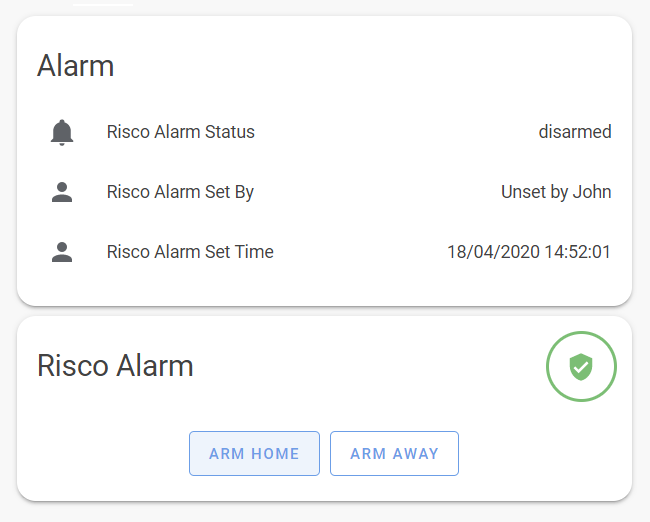 Alarm
Risco Alarm Status disarmed
Risco Alarm Set By Unset by John
Risco Alarm Set Time 18/04/2020 14:52:01
Risco Alarm
ARM HOME ARM AWAY